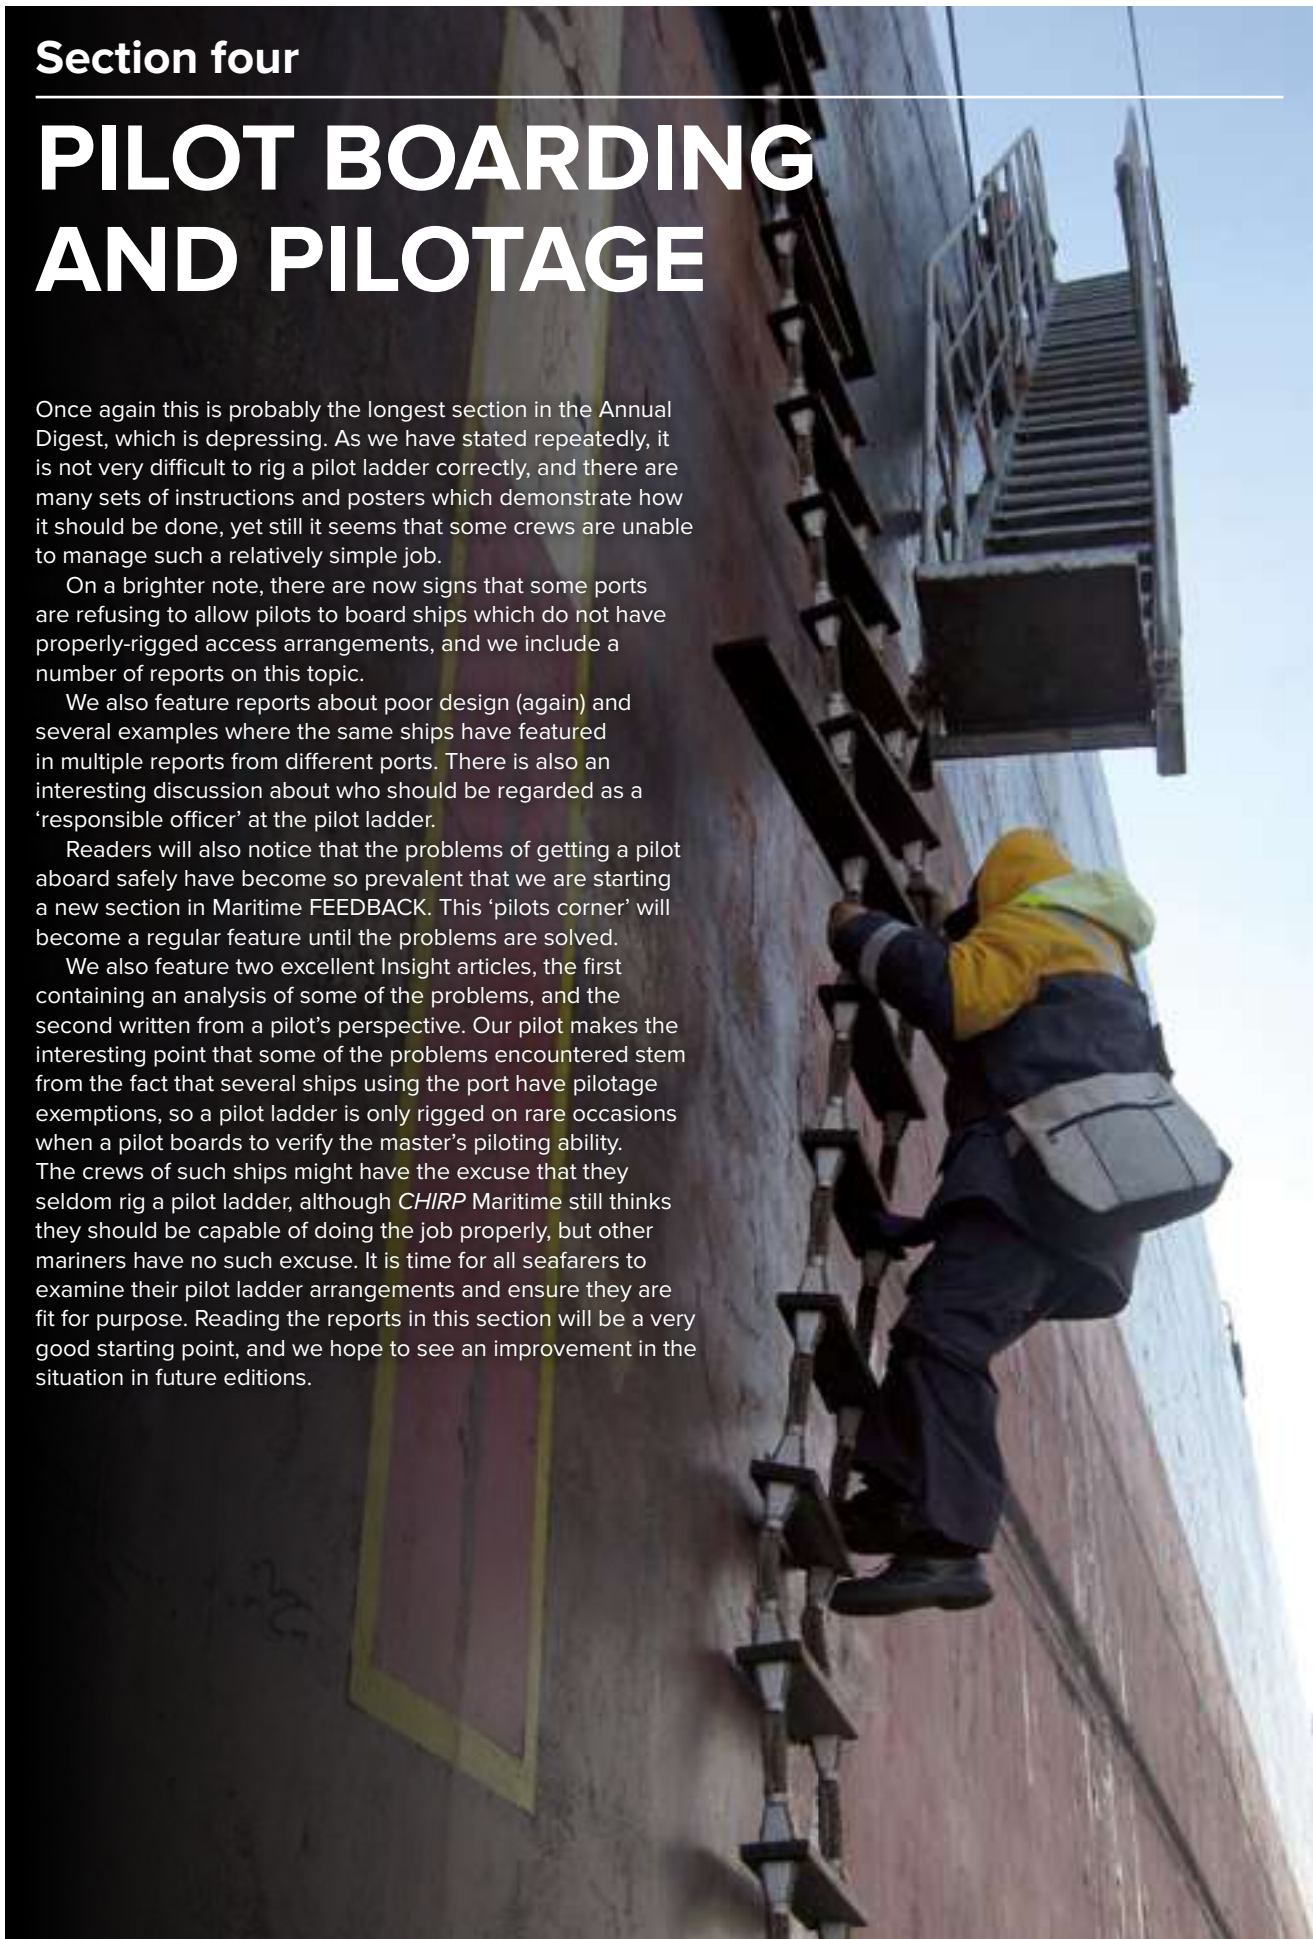 Section four
PILOT BOARDING
AND PILOTAGE
Once again this is probably the longest section in the Annual
Digest, which is depressing. As we have stated repeatedly, it
is not very difficult to rig a pilot ladder correctly, and there are
many sets of instructions and posters which demonstrate how
it should be done, yet still it seems that some crews are unable
to manage such a relatively simple job.
On a brighter note, there are now signs that some ports
are refusing to allow pilots to board ships which do not have
properly-rigged access arrangements, and we include a
number of reports on this topic.
We also feature reports about poor design (again) and
several examples where the same ships have featured
in multiple reports from different ports. There is also an
interesting discussion about who should be regarded as a
‘responsible officer’ at the pilot ladder.
Readers will also notice that the problems of getting a pilot
aboard safely have become so prevalent that we are starting
a new section in Maritime FEEDBACK. This ‘pilots corner’ will
become a regular feature until the problems are solved.
We also feature two excellent Insight articles, the first
containing an analysis of some of the problems, and the
second written from a pilot’s perspective. Our pilot makes the
interesting point that some of the problems encountered stem
from the fact that several ships using the port have pilotage
exemptions, so a pilot ladder is only rigged on rare occasions
when a pilot boards to verify the master’s piloting ability.
The crews of such ships might have the excuse that they
seldom rig a pilot ladder, although CHIRP Maritime still thinks
they should be capable of doing the job properly, but other
mariners have no such excuse. It is time for all seafarers to
examine their pilot ladder arrangements and ensure they are
fit for purpose. Reading the reports in this section will be a very
good starting point, and we hope to see an improvement in the
situation in future editions.